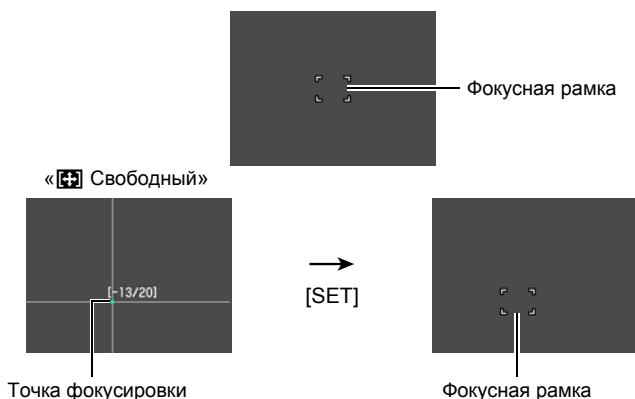 Фокусная рамка
« Свободный»
[-13/20]
[SET]
Точка фокусировки
Фокусная рамка